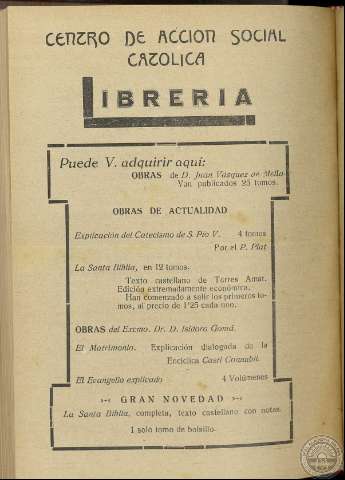 CENTRO DE ACCION SOCIAL
CATOLICA
LIBRERIA
Puede V. adquirir aquí:
OBRAS de D. Juan Vásquez de Mella
Van publicados 25 tomos.
OBRAS DE ACTUALIDAD
Explicación del Catecismo de S. Pío V. 4 tomos
Por el P. Plat
La Santa Biblia, en 12 tomos.
Texto castellano de Torres Amat.
Edición extremadamente económica.
Han comenzado a salir los primeros to-
mos, al precio de 1'25 cada uno.
OBRAS del Excmo. Dr. D. Isidoro Gomá.
El Matrimonio. Explicación dialogada de la
Encíclica Casti Connubii.
El Evangelio explicado 4 Volúmenes
GRAN NOVEDAD
La Santa Biblia, completa, texto castellano con notas.
1 solo tomo de bolsillo.